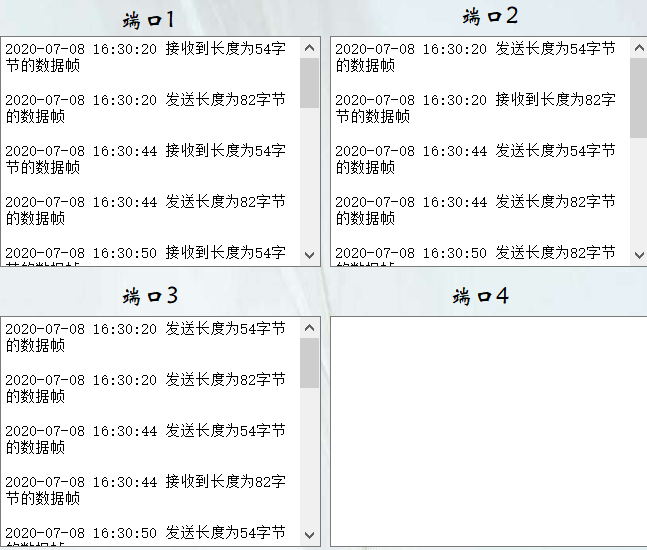 端口1
2020-07-08 16:30:20 接收到长度为54字
节的数据帧
2020-07-08 16:30:20 发送长度为82字节
的数据帧
2020-07-08 16:30:44 接收到长度为54字
节的数据帧
2020-07-08 16:30:44 发送长度为82字节
的数据帧
2020-07-08 16:30:50 接收到长度为54字
节的数据帧
端口2
2020-07-08 16:30:20 发送长度为54字节
的数据帧
2020-07-08 16:30:20 接收到长度为82字
节的数据帧
2020-07-08 16:30:44 发送长度为54字节
的数据帧
2020-07-08 16:30:44 发送长度为82字节
的数据帧
2020-07-08 16:30:50 发送长度为82字节
的数据帧
端口3
2020-07-08 16:30:20 发送长度为54字节
的数据帧
2020-07-08 16:30:20 发送长度为82字节
的数据帧
2020-07-08 16:30:44 发送长度为54字节
的数据帧
2020-07-08 16:30:44 接收到长度为82字
节的数据帧
2020-07-08 16:30:50 发送长度为54字节
端口4